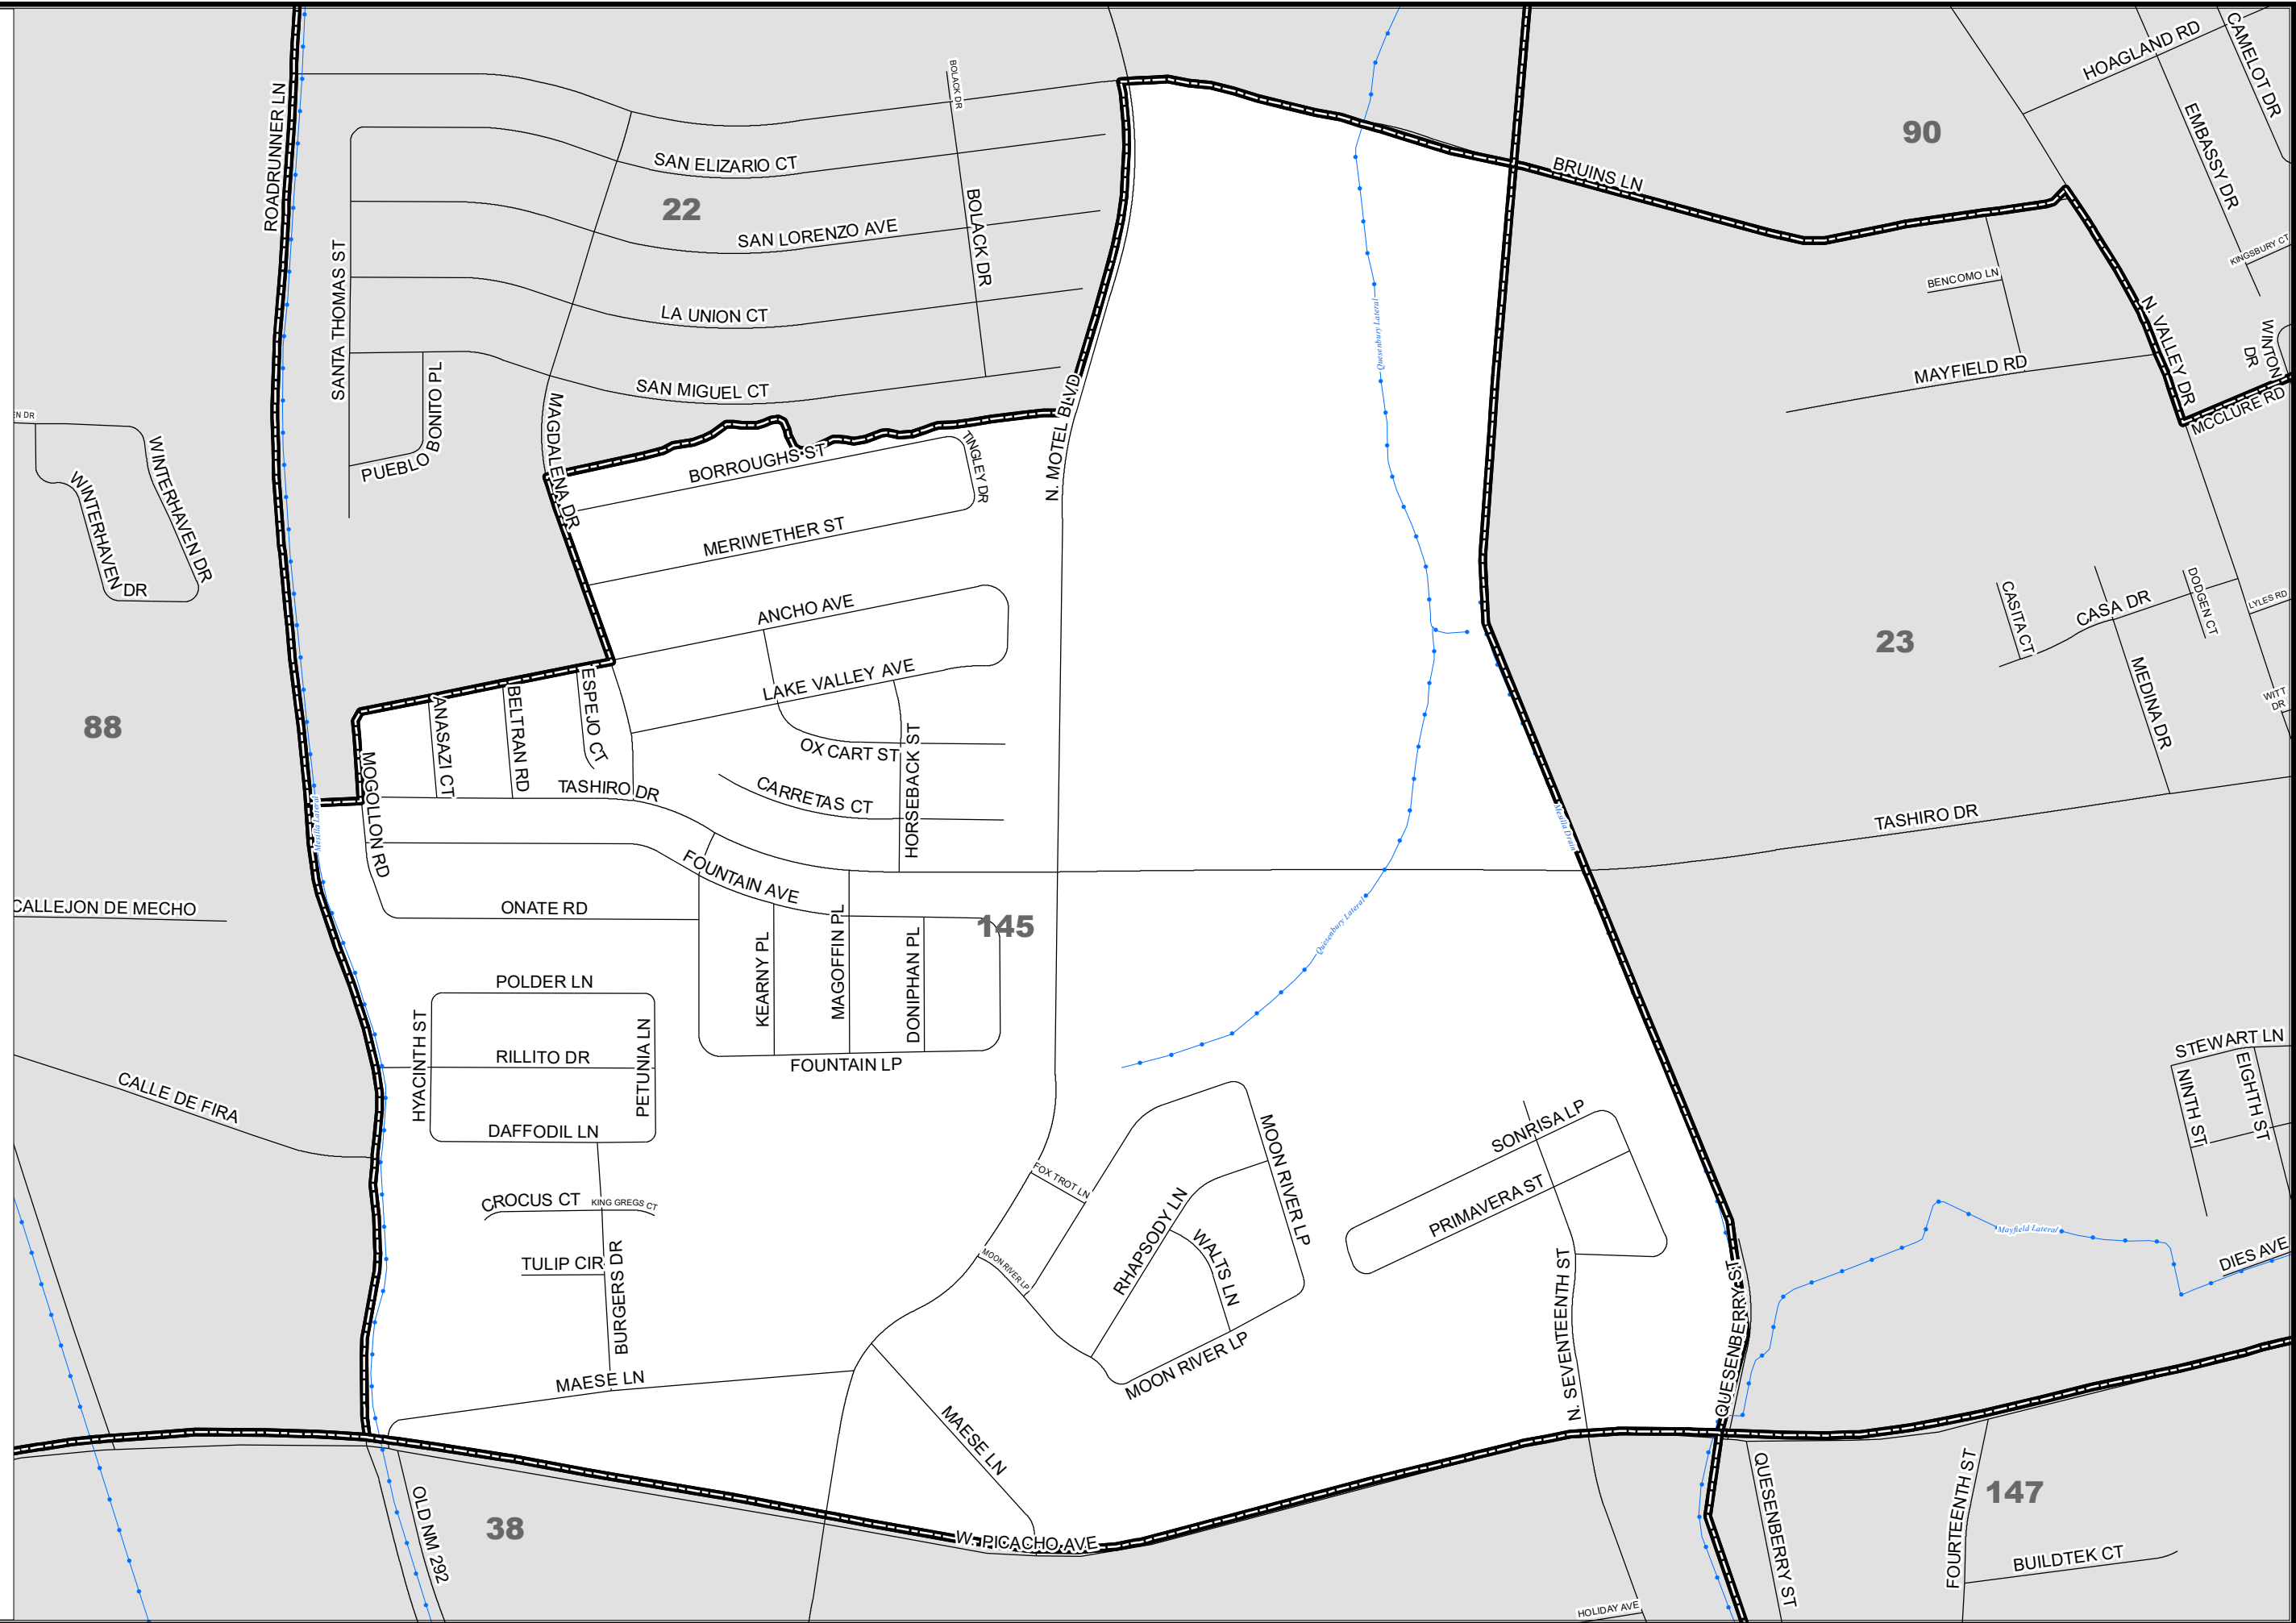 HOAGLAND RD
CAMELOT DR
EMBASSY DR
90
BRUINS LN
ROADRUNNER LN
BOLACK DR
SAN ELIZARIO CT
22
SAN LORENZO AVE
BOLACK DR
SANTA THOMAS ST
LA UNION CT
SAN MIGUEL CT
BONITO PL
PUEBLO
Quesenbury Lateral
KINGSBURY CT
BENCOMO LN
N. VALLEY DR
WINTON
DR
MAYFIELD RD
MCCLURE RD
EN DR
WINTERHAVEN DR
WINTERHAVEN
DR
MAGDALENA DR
BORROUGHS ST
TINGLEY DR
N. MOTEL BLVD
MERIWETHER ST
ANCHO AVE
LAKE VALLEY AVE
CASITA CT
CASA DR
DODGEN CT
LYLES RD
23
MEDINA DR
WITT
DR
88
ANASAZI CT
BELTRAN RD
ESPEJO CT
OX CART ST
HORSEBACK ST
MOGOLLON RD
TASHIRO DR
CARRETAS CT
Mesilla Lateral
Mesilla Drain
TASHIRO DR
FOUNTAIN AVE
CALLEJON DE MECHO
ONATE RD
145
Quesenbury Lateral
KEARNY PL
MAGOFFIN PL
DONIPHAN PL
POLDER LN
HYACINTH ST
RILLITO DR
PETUNIA LN
FOUNTAIN LP
STEWART LN
NINTH ST
EIGHTH ST
CALLE DE FIRA
DAFFODIL LN
MOON RIVER LP
SONRISA LP
FOX TROT LN
PRIMAVERA ST
CROCUS CT
KING GREGS CT
RHAPSODY LN
WALTS LN
MOON RIVER LP
Mayfield Lateral
DIES AVE
TULIP CIR
BURGERS DR
N. SEVENTEENTH ST
QUESENBERRY ST
MOON RIVER LP
MAESE LN
MAESE LN
OLD NM 292
38
W. PICACHO AVE
QUESENBERRY ST
FOURTEENTH ST
147
BUILDTEK CT
HOLIDAY AVE